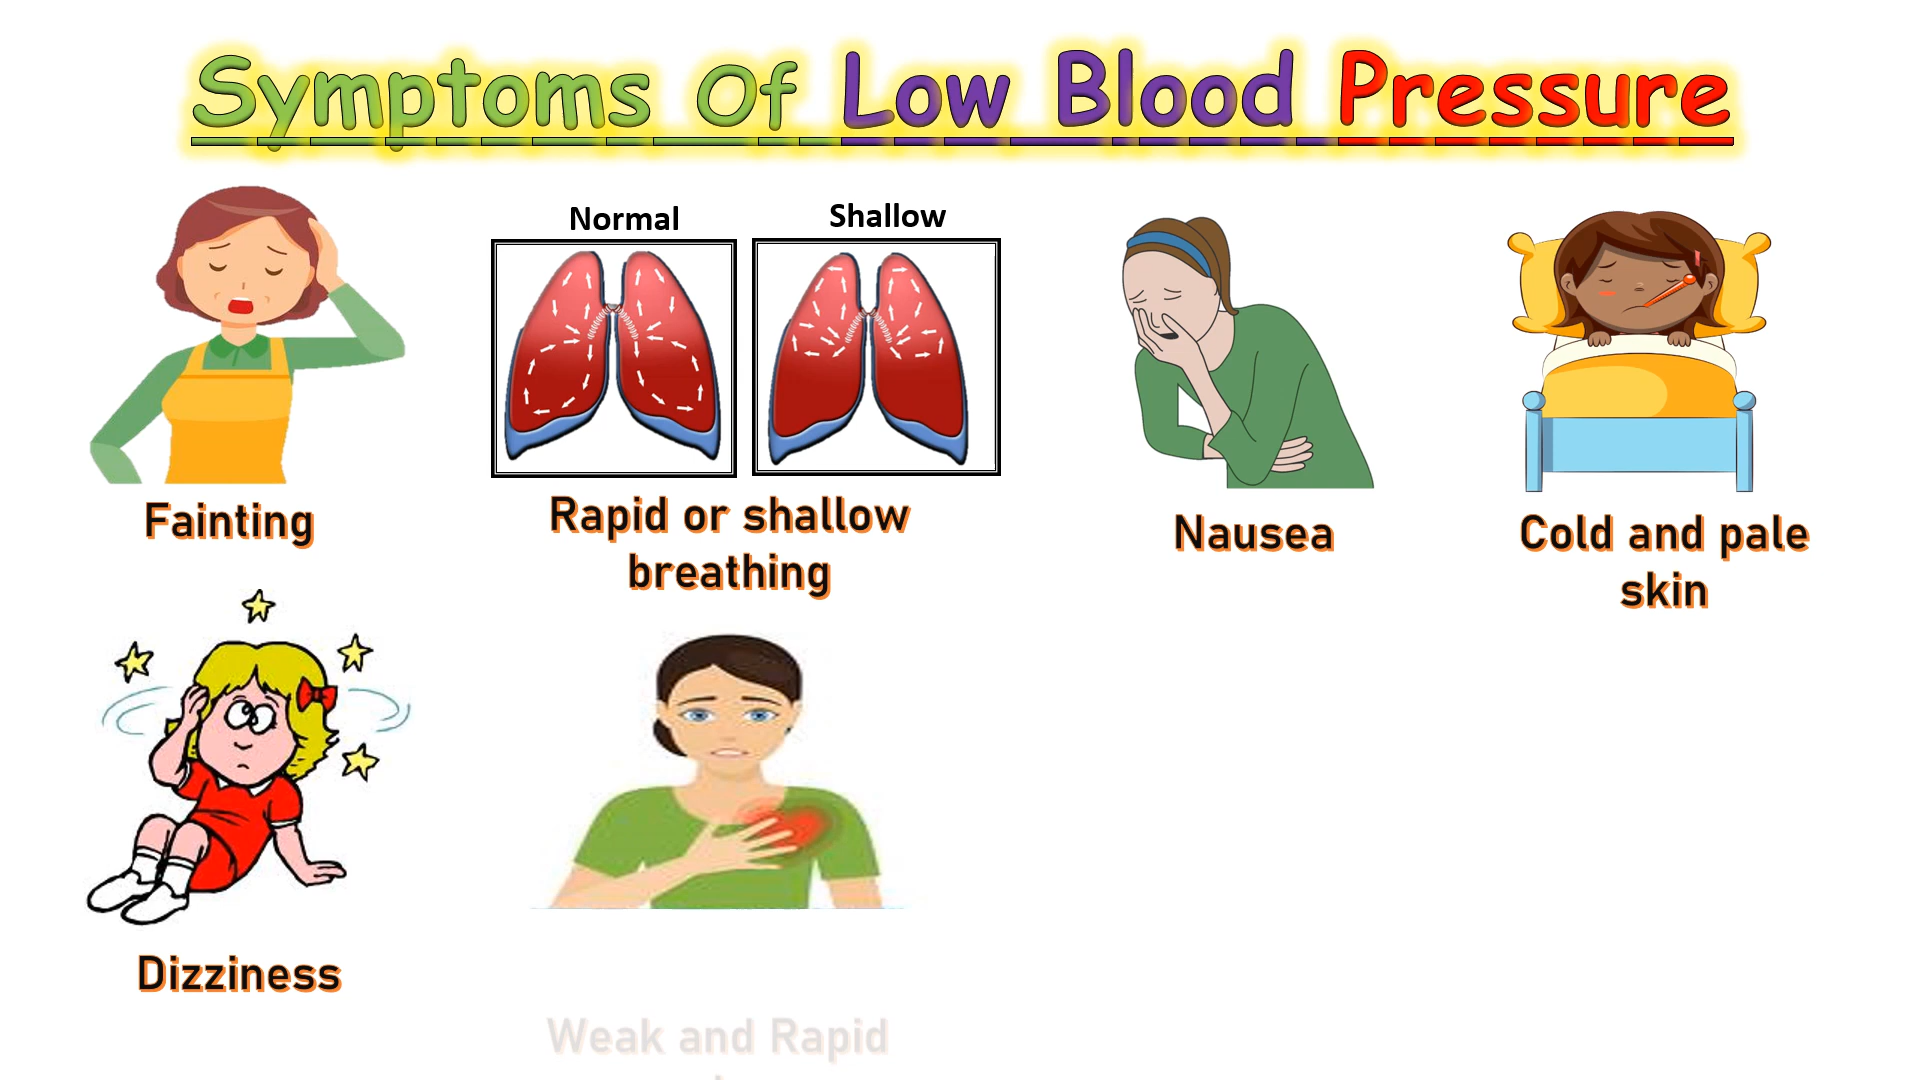 Symptoms Of Low Blood Pressure
Normal
Shallow
Fainting
Rapid or shallow
breathing
Nausea
Cold and pale
skin
Dizziness
Weak and Rapid